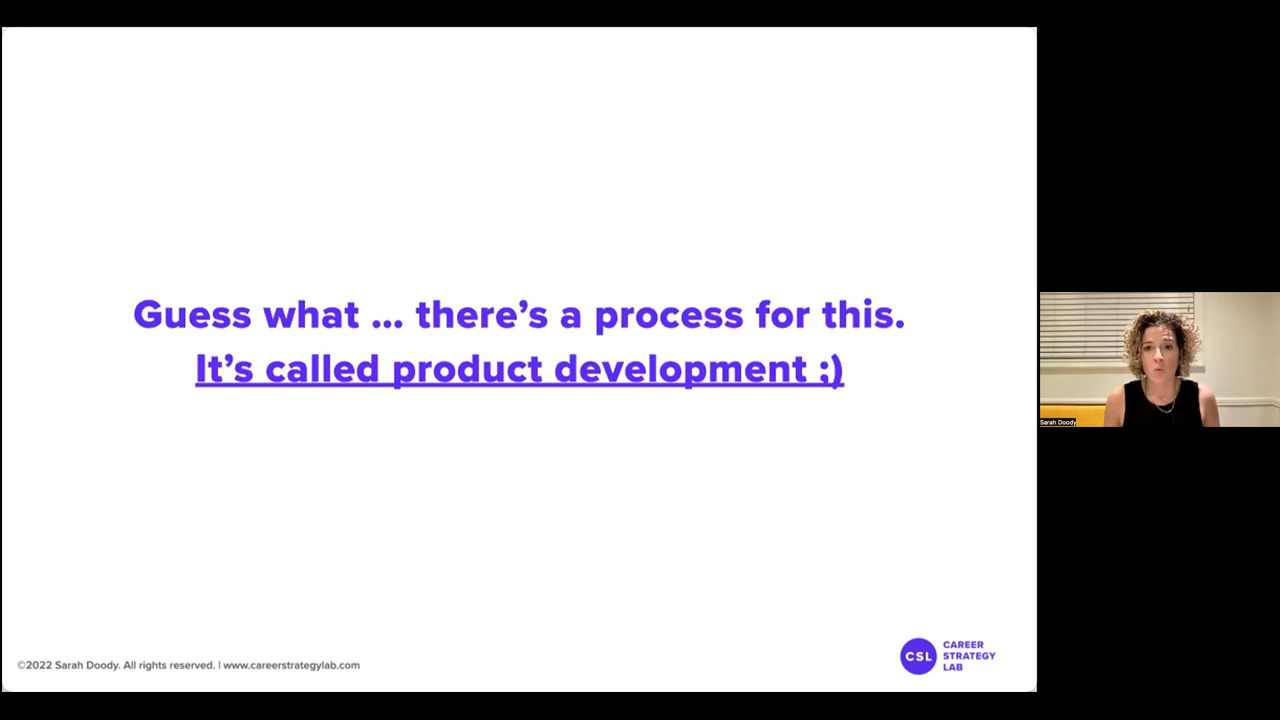 Guess what ... there’s a process for this.
It’s called product development ;)
Sarah Doody
©2022 Sarah Doody. All rights reserved. | www.careerstrategylab.com
CSL
CAREER
STRATEGY
LAB